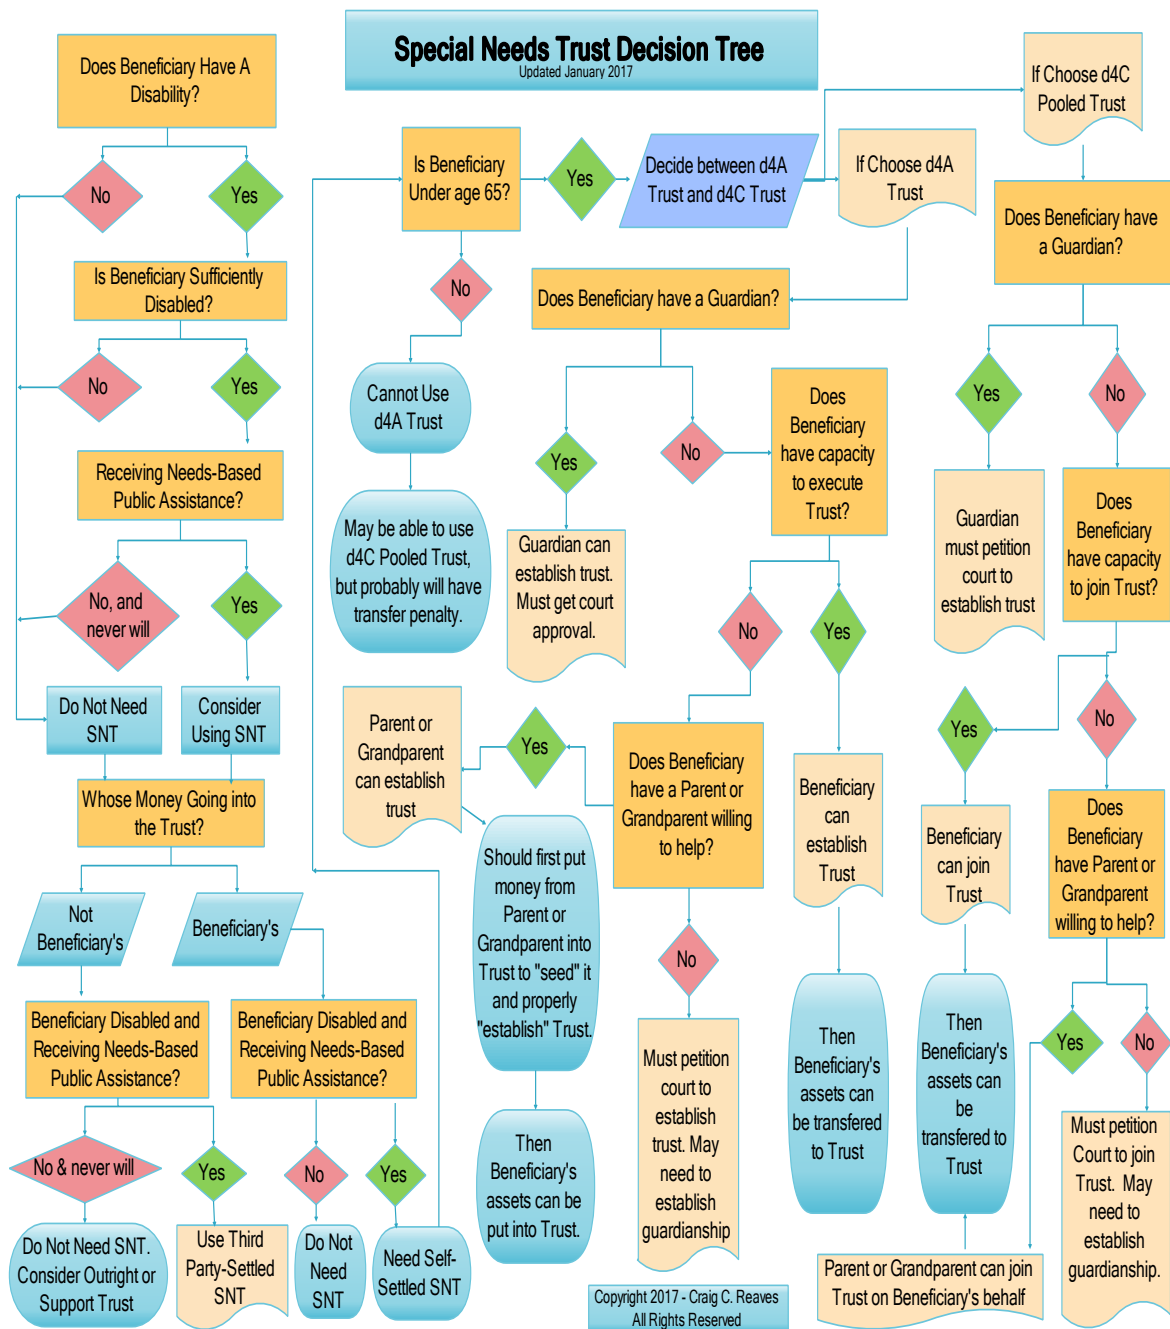 Special Needs Trust Decision Tree
Updated January 2017
Does Beneficiary Have A
Disability?
No
Yes
Is Beneficiary Sufficiently
Disabled?
No
Yes
Receiving Needs-Based
Public Assistance?
No, and
never will
Yes
Do Not Need
SNT
Consider
Using SNT
Whose Money Going into
the Trust?
Not
Beneficiary's
Beneficiary's
Beneficiary Disabled and
Receiving Needs-Based
Public Assistance?
Beneficiary Disabled and
Receiving Needs-Based
Public Assistance?
No & never will
Yes
No
Yes
Do Not Need SNT.
Consider Outright or
Support Trust
Use Third
Party-Settled
SNT
Do Not
Need
SNT
Need Self-
Settled SNT
Is Beneficiary
Under age 65?
Yes
Decide between d4A
Trust and d4C Trust
If Choose d4A
Trust
If Choose d4C
Pooled Trust
No
Cannot Use
d4A Trust
May be able to use
d4C Pooled Trust,
but probably will have
transfer penalty.
Does Beneficiary have a Guardian?
Yes
No
Guardian can
establish trust.
Must get court
approval.
Does
Beneficiary
have capacity
to execute
Trust?
No
Yes
Does Beneficiary
have a Parent or
Grandparent willing
to help?
Yes
Parent or
Grandparent
can establish
trust
Should first put
money from
Parent or
Grandparent into
Trust to "seed" it
and properly
"establish" Trust.
Then
Beneficiary's
assets can be
put into Trust.
No
Must petition
court to
establish
trust. May
need to
establish
guardianship
Beneficiary
can
establish
Trust
Then
Beneficiary's
assets can
be transfered
to Trust
Does Beneficiary have
a Guardian?
Yes
No
Guardian
must petition
court to
establish trust
Does
Beneficiary
have capacity
to join Trust?
Yes
No
Beneficiary
can join
Trust
Then
Beneficiary's
assets can
be
transfered to
Trust
Does
Beneficiary
have Parent or
Grandparent
willing to help?
Yes
No
Parent or Grandparent can join
Trust on Beneficiary's behalf
Must petition
Court to join
Trust. May
need to
establish
guardianship.
Copyright 2017 - Craig C. Reaves
All Rights Reserved